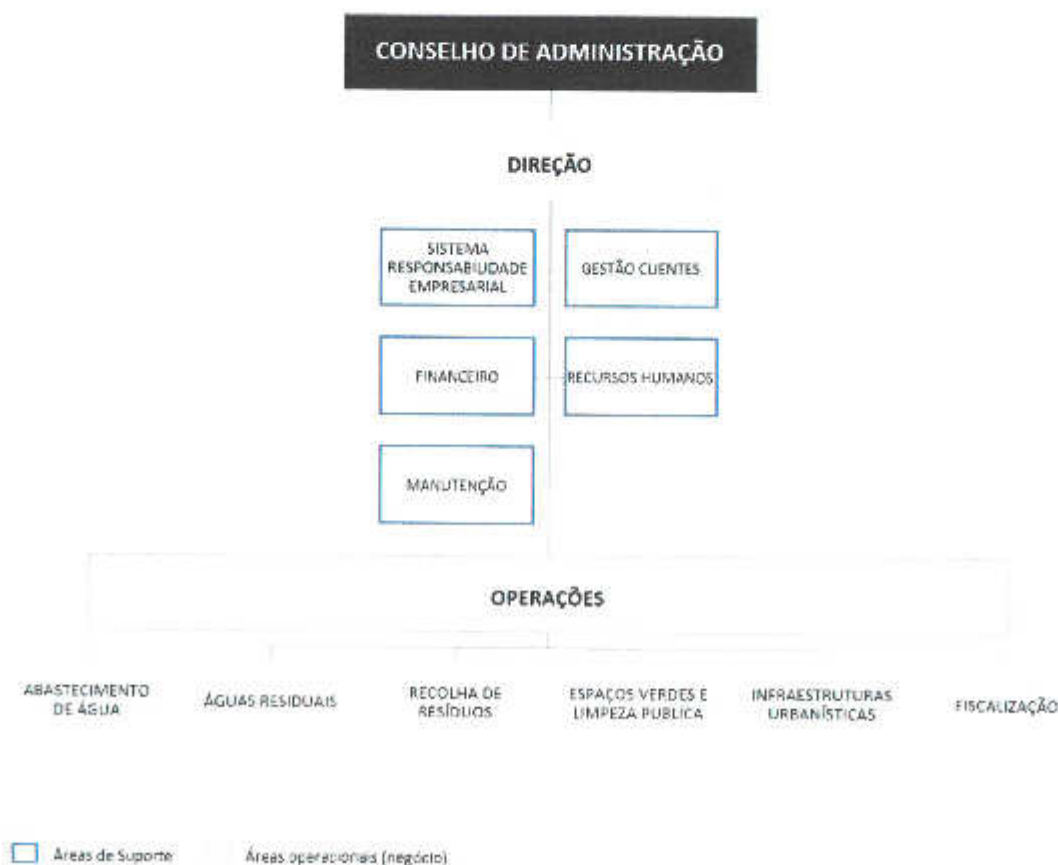 CONSELHO DE ADMINISTRAÇÃO
DIREÇÃO
SISTEMA
RESPONSABILIDADE
EMPRESARIAL
GESTÃO CLIENTES
FINANCEIRO
RECURSOS HUMANOS
MANUTENÇÃO
OPERAÇÕES
ABASTECIMENTO
DE ÁGUA
ÁGUAS RESIDUAIS
RECOLHA DE
RESÍDUOS
ESPAÇOS VERDES E
LIMPEZA PUBLICA
INFRAESTRUTURAS
URBANÍSTICAS
FISCALIZAÇÃO
Áreas de Suporte
Áreas operacionais (negócio)